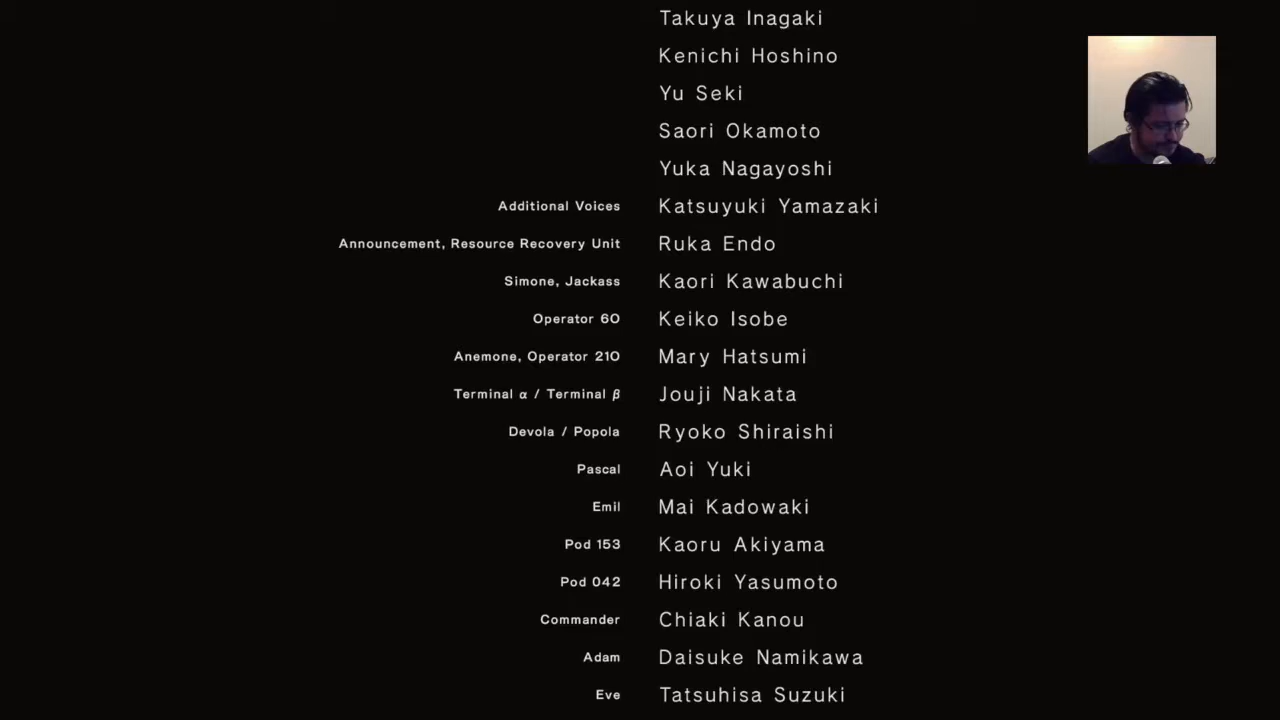 Takuya Inagaki
Kenichi Hoshino
Yu Seki
Saori Okamoto
Yuka Nagayoshi
Additional Voices Katsuyuki Yamazaki
Announcement, Resource Recovery Unit Ruka Endo
Simone, Jackass Kaori Kawabuchi
Operator 6O Keiko Isobe
Anemone, Operator 21O Mary Hatsumi
Terminal α / Terminal β Jouji Nakata
Devola / Popola Ryoko Shiraishi
Pascal Aoi Yuki
Emil Mai Kadowaki
Pod 153 Kaoru Akiyama
Pod 042 Hiroki Yasumoto
Commander Chiaki Kanou
Adam Daisuke Namikawa
Eve Tatsuhisa Suzuki